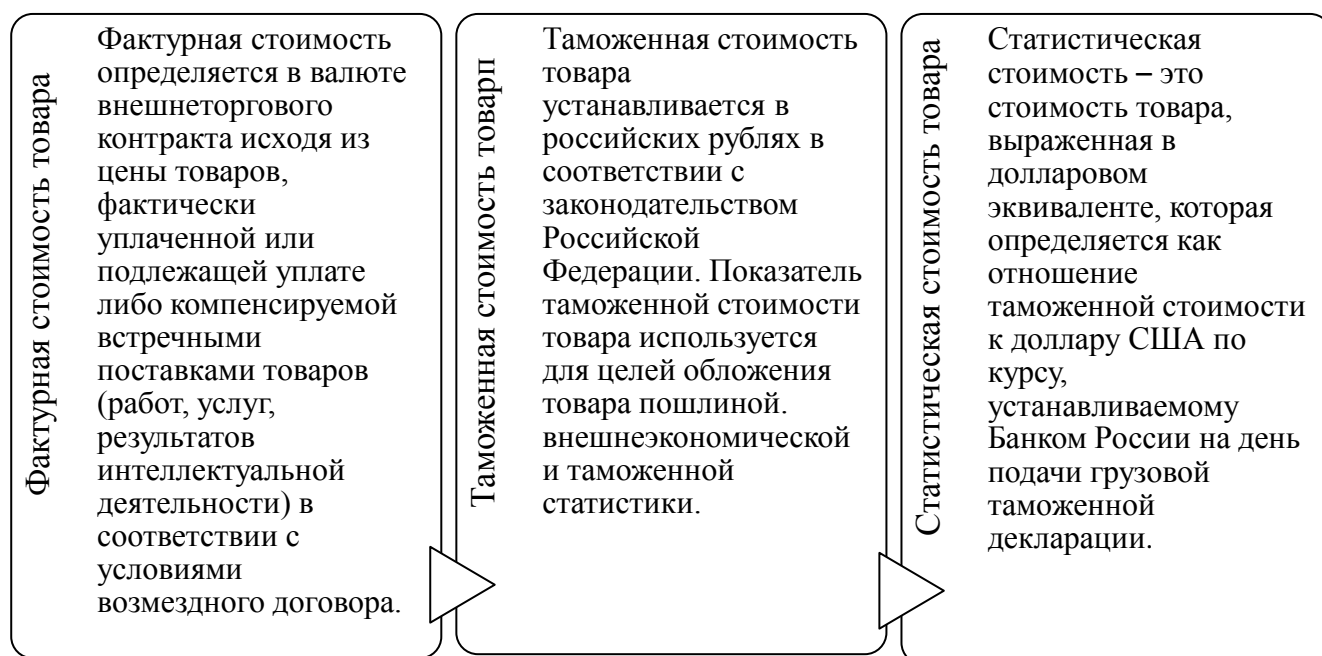 Фактурная стоимость товара
Фактурная стоимость
определяется в валюте
внешнеторгового
контракта исходя из
цены товаров,
фактически
уплаченной или
подлежащей уплате
либо компенсируемой
встречными
поставками товаров
(работ, услуг,
результатов
интеллектуальной
деятельности) в
соответствии с
условиями
возмездного договора.
Таможенная стоимость товарп
Таможенная стоимость
товара
устанавливается в
российских рублях в
соответствии с
законодательством
Российской
Федерации. Показатель
таможенной стоимости
товара используется
для целей обложения
товара пошлиной.
внешнеэкономической
и таможенной
статистики.
Статистическая стоимость товара
Статистическая
стоимость – это
стоимость товара,
выраженная в
долларовом
эквиваленте, которая
определяется как
отношение
таможенной стоимости
к доллару США по
курсу,
устанавливаемому
Банком России на день
подачи грузовой
таможенной
декларации.